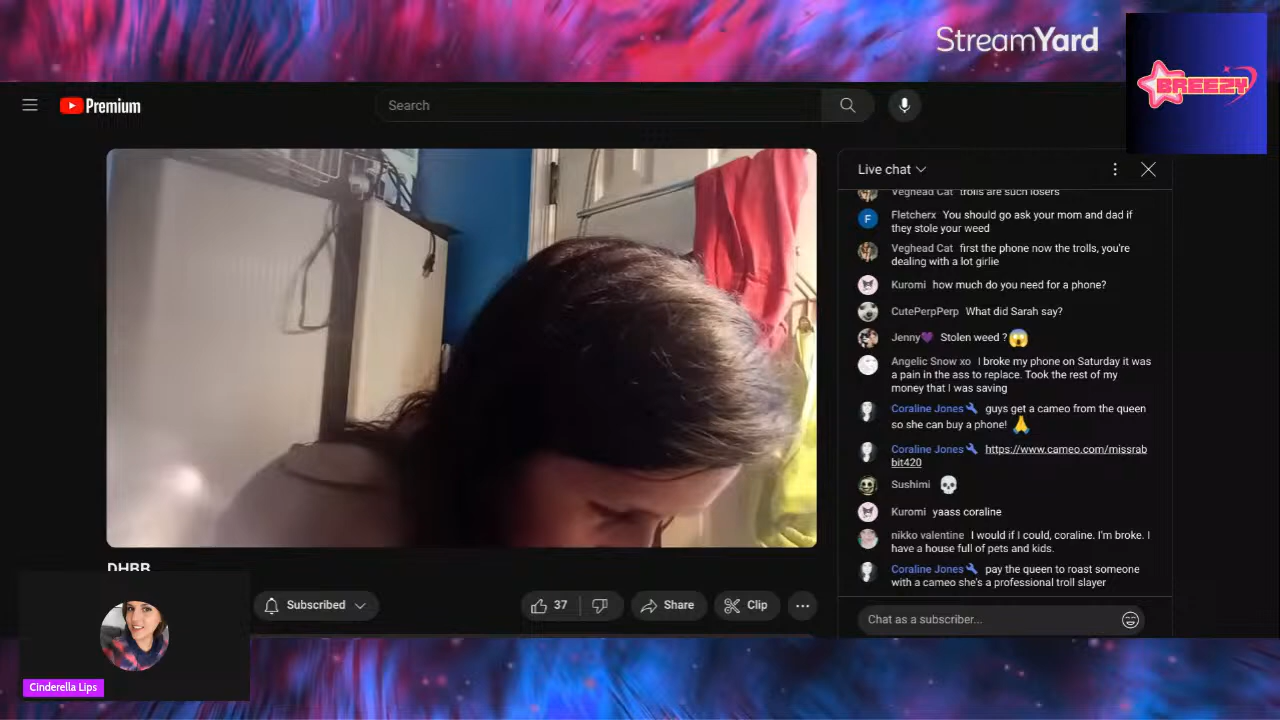 StreamYard
BREEZY
Premium
Search
Live chat
Veghead Cat trolls are such losers
F
Fletcherx You should go ask your mom and dad if
they stole your weed
Veghead Cat first the phone now the trolls, you're
dealing with a lot girlie
Kuromi how much do you need for a phone?
CutePerpPerp What did Sarah say?
Jenny💜 Stolen weed ?😱
Angelic Snow xo I broke my phone on Saturday it was
a pain in the ass to replace. Took the rest of my
money that I was saving
Coraline Jones guys get a cameo from the queen
so she can buy a phone! 🙏
Coraline Jones https://www.cameo.com/missrab
bit420
Sushimi 💀
Kuromi yaass coraline
nikko valentine I would if I could, coraline. I'm broke. I
have a house full of pets and kids.
Coraline Jones pay the queen to roast someone
with a cameo she's a professional troll slayer
Chat as a subscriber...
DHBB
Subscribed
37
Share
Clip
Cinderella Lips